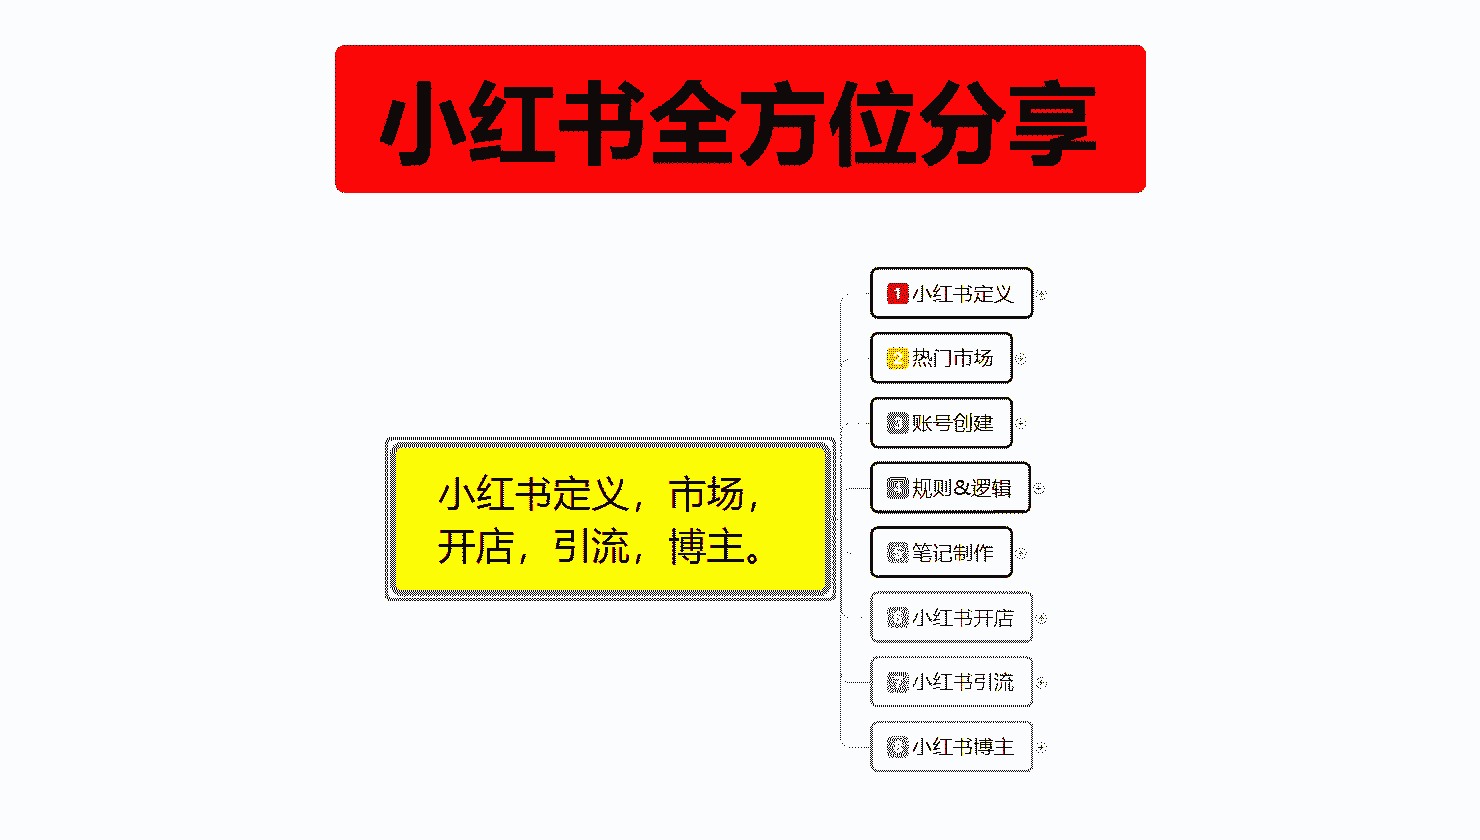 小红书全方位分享
小红书定义，市场，
开店，引流，博主。
1 小红书定义
2 热门市场
3 账号创建
4 规则&逻辑
5 笔记制作
6 小红书开店
7 小红书引流
8 小红书博主